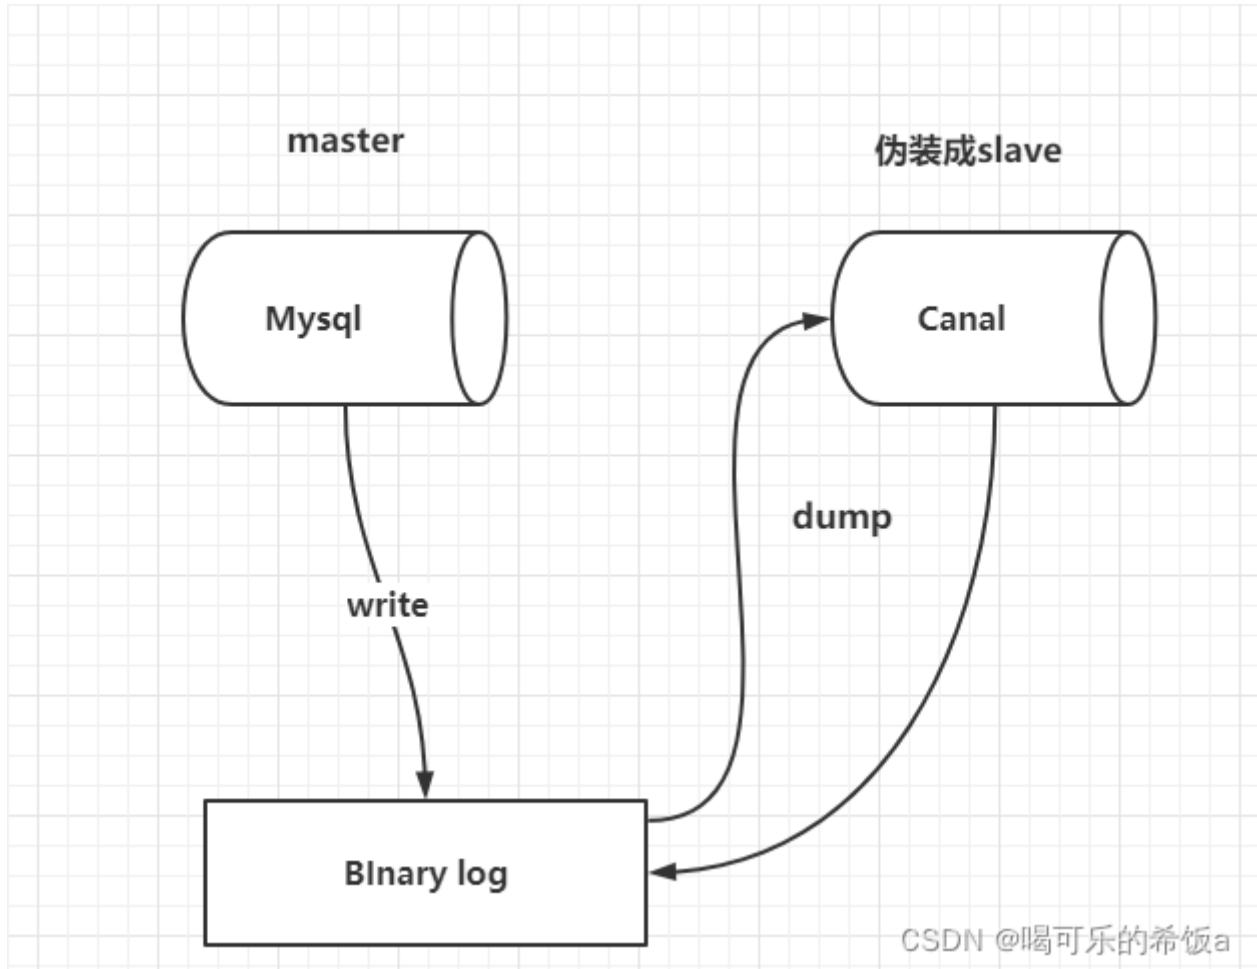 master
伪装成slave
Mysql
Canal
dump
write
BInary log
CSDN @喝可乐的希饭a